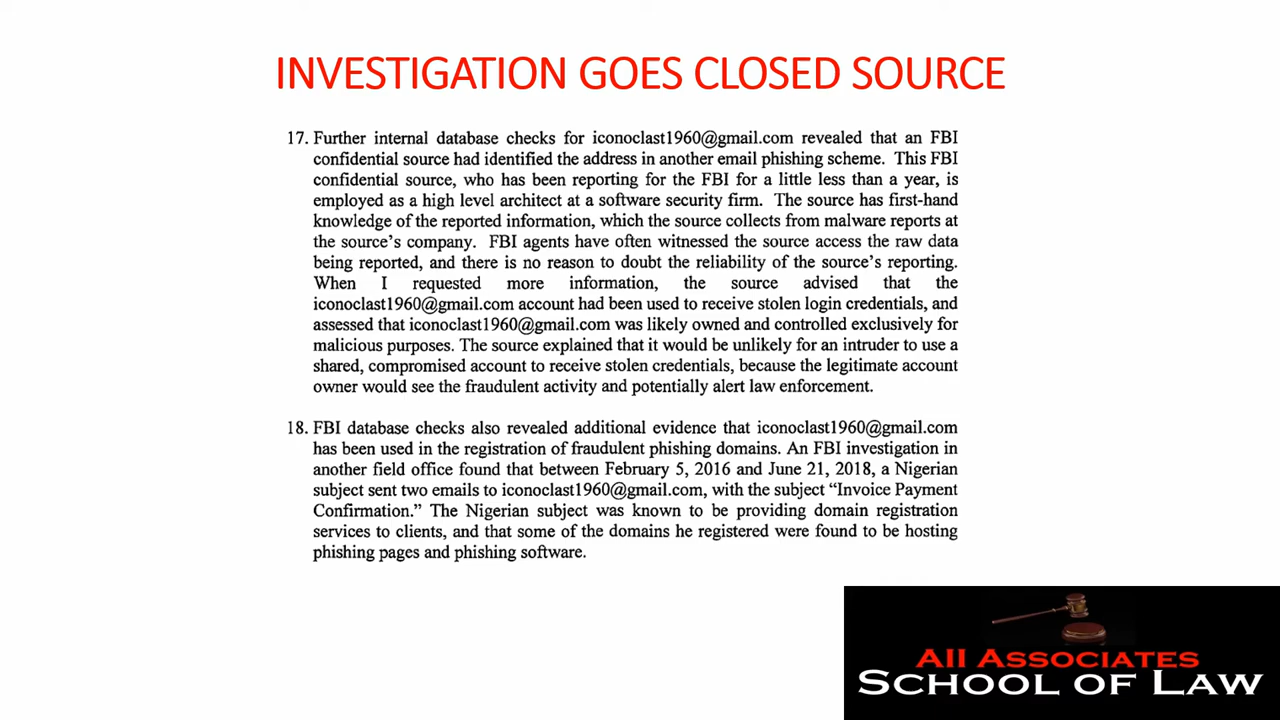 INVESTIGATION GOES CLOSED SOURCE
17. Further internal database checks for iconoclast1960@gmail.com revealed that an FBI
confidential source had identified the address in another email phishing scheme. This FBI
confidential source, who has been reporting for the FBI for a little less than a year, is
employed as a high level architect at a software security firm. The source has first-hand
knowledge of the reported information, which the source collects from malware reports at
the source's company. FBI agents have often witnessed the source access the raw data
being reported, and there is no reason to doubt the reliability of the source's reporting.
When I requested more information, the source advised that the
iconoclast1960@gmail.com account had been used to receive stolen login credentials, and
assessed that iconoclast1960@gmail.com was likely owned and controlled exclusively for
malicious purposes. The source explained that it would be unlikely for an intruder to use a
shared, compromised account to receive stolen credentials, because the legitimate account
owner would see the fraudulent activity and potentially alert law enforcement.
18. FBI database checks also revealed additional evidence that iconoclast1960@gmail.com
has been used in the registration of fraudulent phishing domains. An FBI investigation in
another field office found that between February 5, 2016 and June 21, 2018, a Nigerian
subject sent two emails to iconoclast1960@gmail.com, with the subject "Invoice Payment
Confirmation." The Nigerian subject was known to be providing domain registration
services to clients, and that some of the domains he registered were found to be hosting
phishing pages and phishing software.
All Associates
School of Law